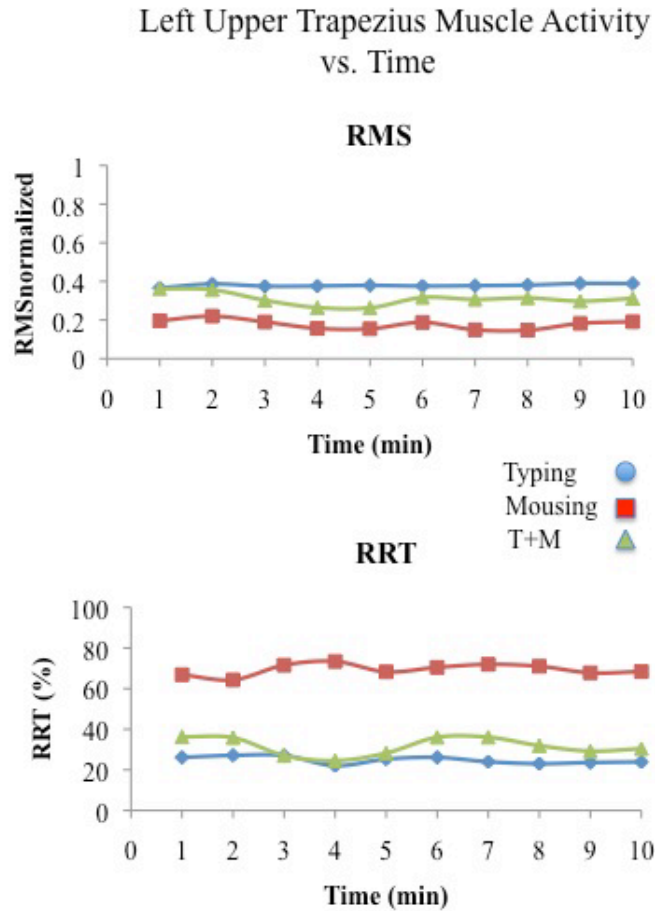 Left Upper Trapezius Muscle Activity
vs. Time
RMS
RMSnormalized
1
0.8
0.6
0.4
0.2
0
0 1 2 3 4 5 6 7 8 9 10
Time (min)
Typing
Mousing
T+M
RRT
RRT (%)
100
80
60
40
20
0
0 1 2 3 4 5 6 7 8 9 10
Time (min)